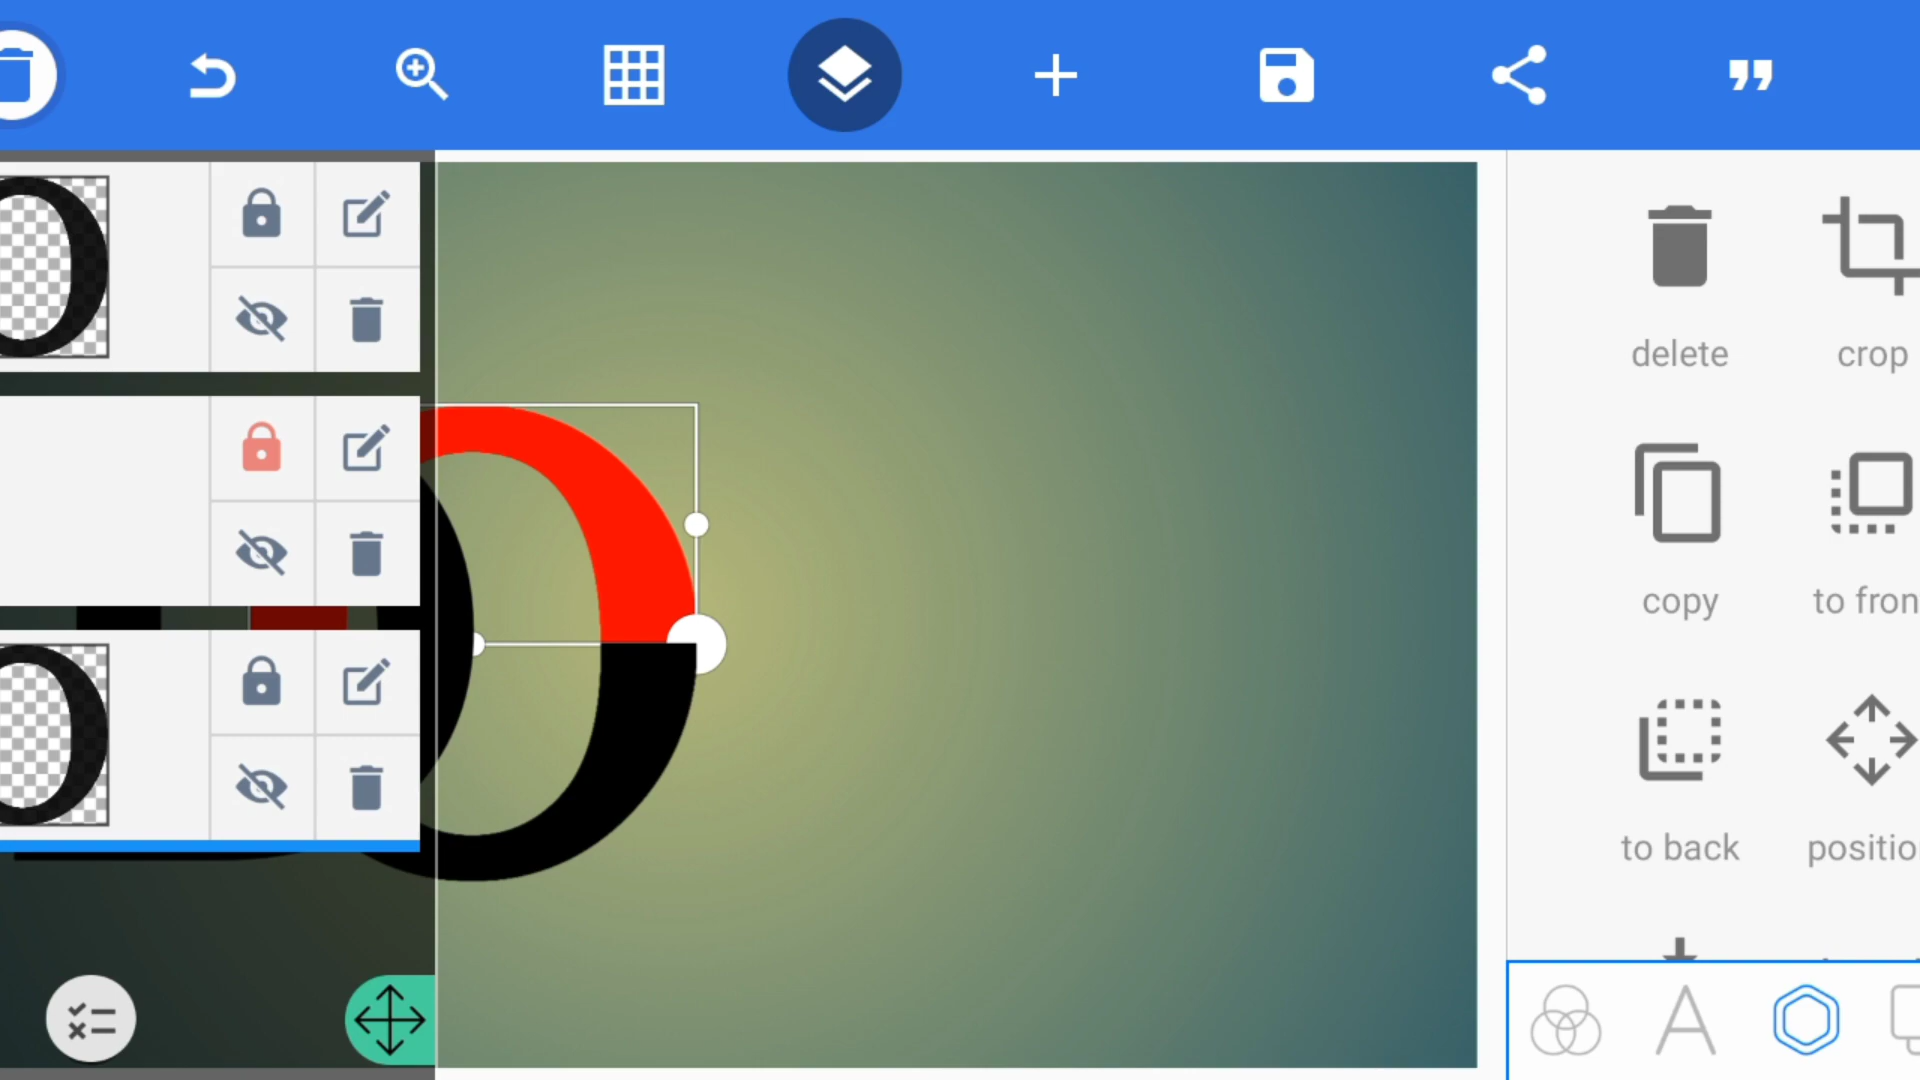 delete
crop
copy
to fron
to back
positio
O